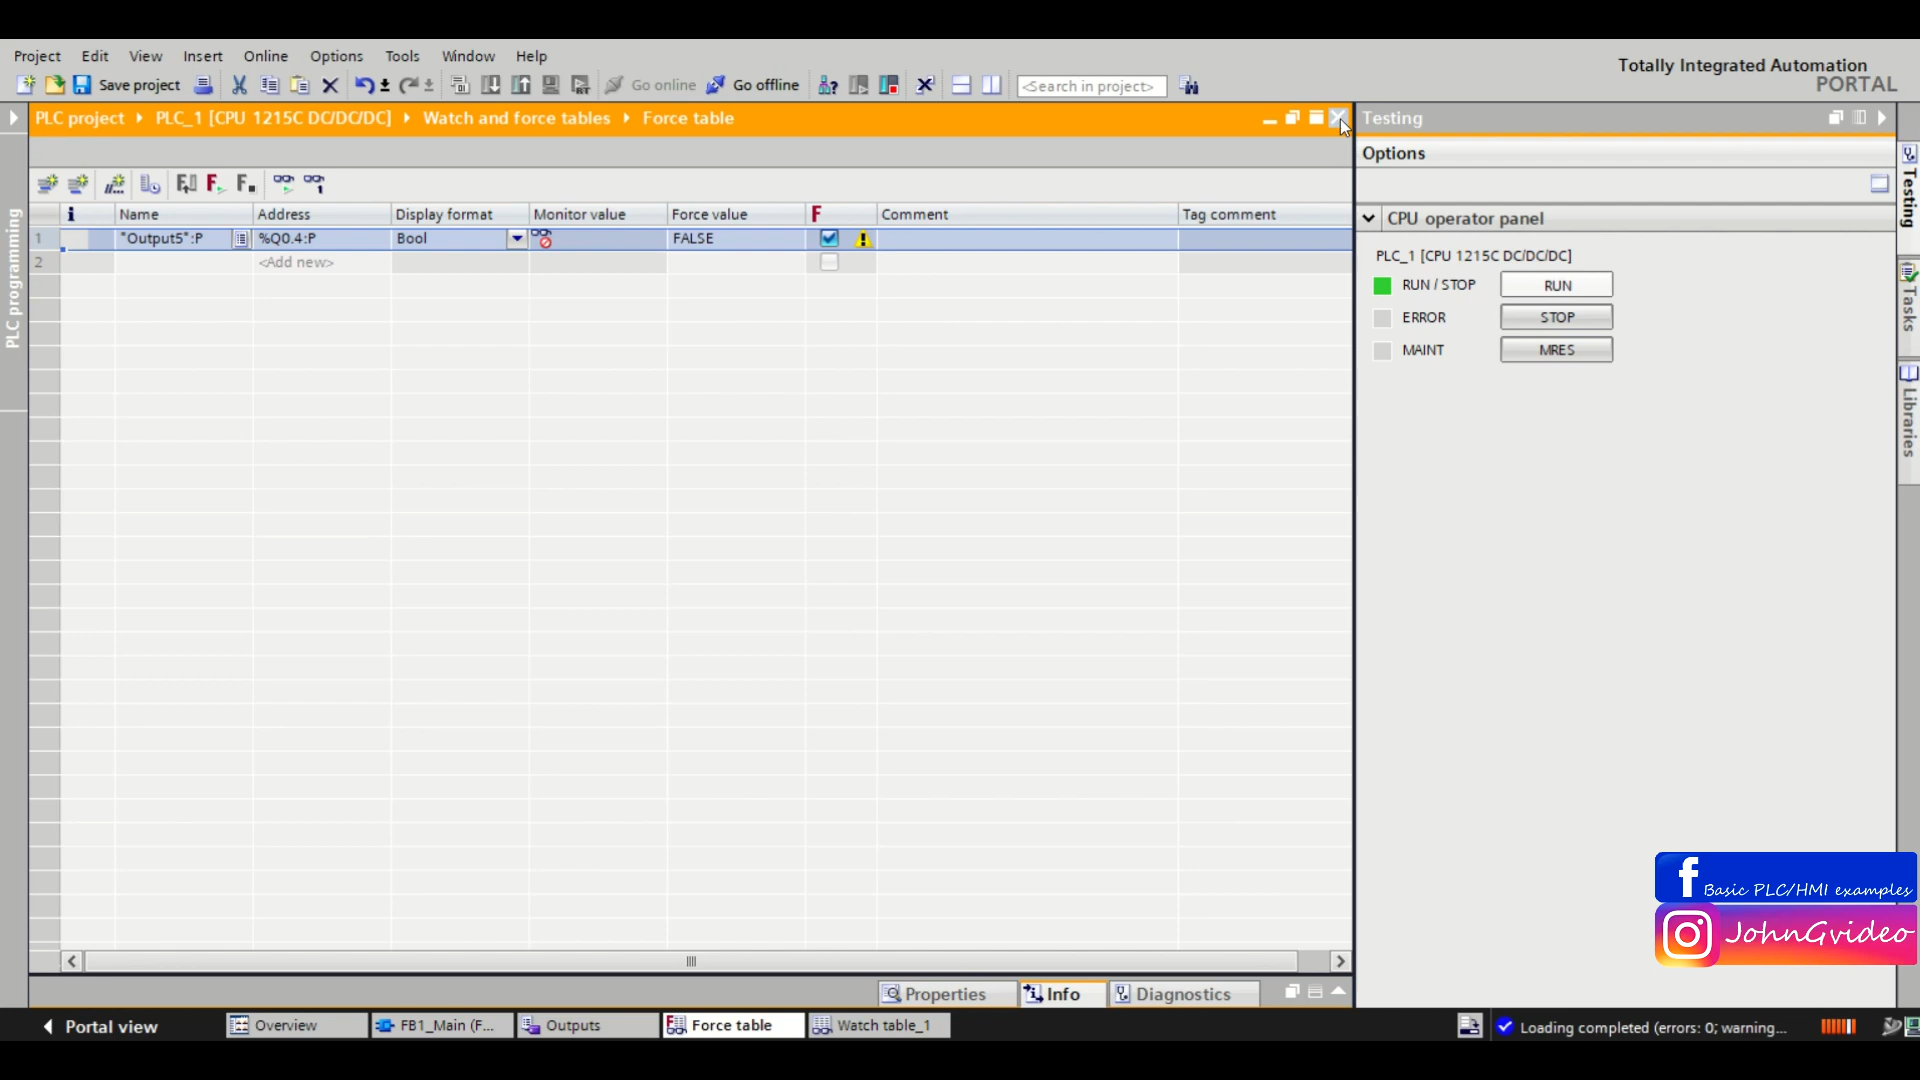 Project Edit View Insert Online Options Tools Window Help
Totally Integrated Automation
PORTAL
Save project Go online Go offline <Search in project>
PLC project PLC_1 [CPU 1215C DC/DC/DC] Watch and force tables Force table
Testing
Options
i Name Address Display format Monitor value Force value F Comment Tag comment
1 "Output5":P %Q0.4:P Bool FALSE
2 <Add new>
CPU operator panel
PLC_1 [CPU 1215C DC/DC/DC]
RUN / STOP RUN
ERROR STOP
MAINT MRES
PLC programming
Testing
Tasks
Libraries
f Basic PLC/HMI examples
JohnGvideo
Properties Info Diagnostics
Portal view Overview FB1_Main (F... Outputs Force table Watch table_1 Loading completed (errors: 0; warning...